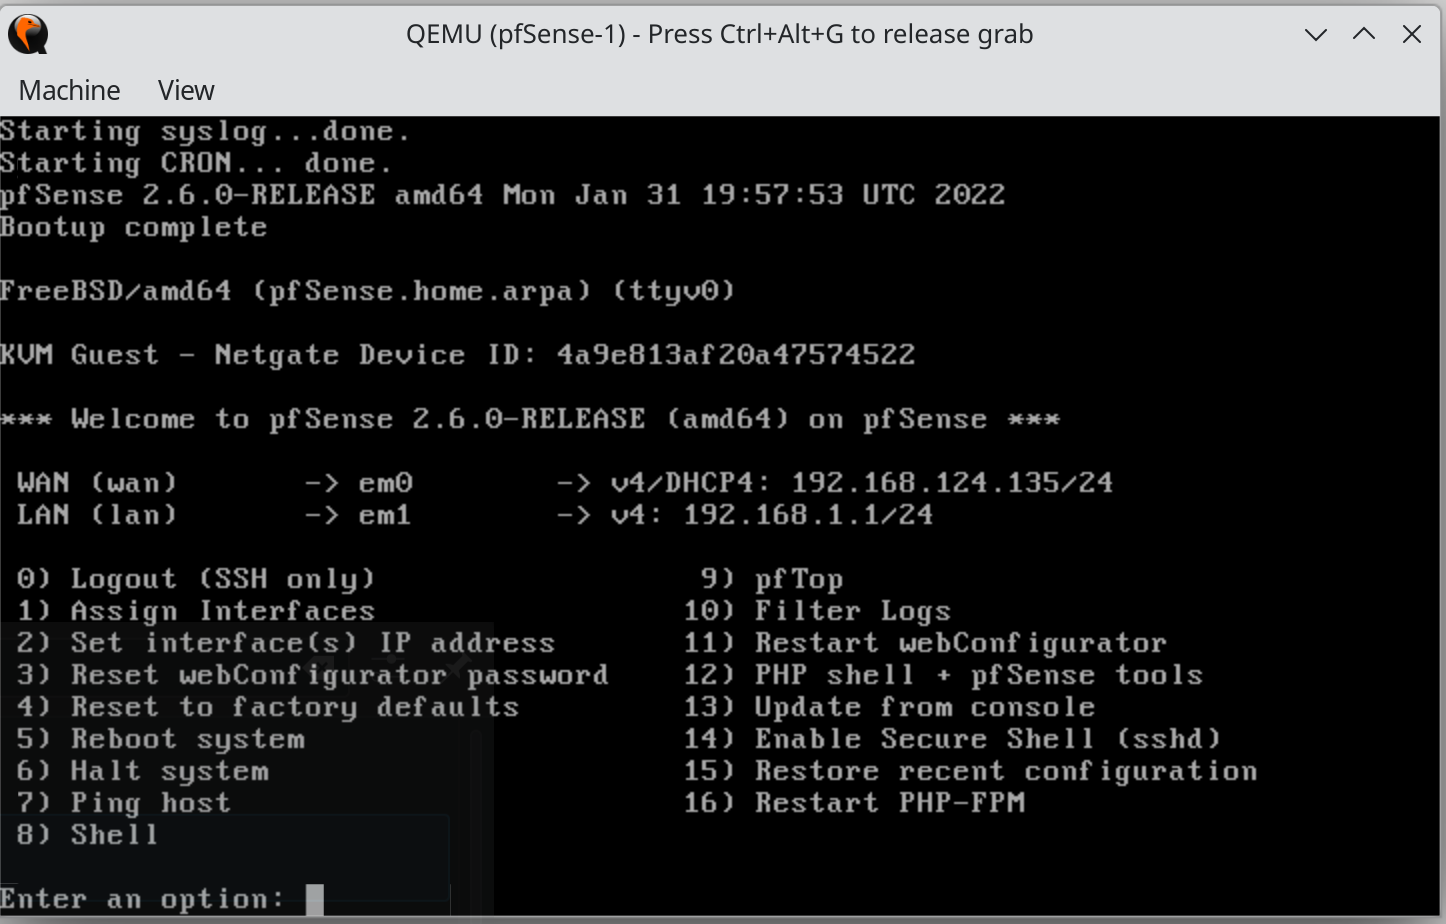 QEMU (pfSense-1) - Press Ctrl+Alt+G to release grab
Machine View
Starting syslog...done.
Starting CRON... done.
pfSense 2.6.0-RELEASE amd64 Mon Jan 31 19:57:53 UTC 2022
Bootup complete
FreeBSD/amd64 (pfSense.home.arpa) (ttyv0)
KVM Guest - Netgate Device ID: 4a9e813af20a47574522
*** Welcome to pfSense 2.6.0-RELEASE (amd64) on pfSense ***
WAN (wan) -> em0 -> v4/DHCP4: 192.168.124.135/24
LAN (lan) -> em1 -> v4: 192.168.1.1/24
0) Logout (SSH only) 9) pfTop
1) Assign Interfaces 10) Filter Logs
2) Set interface(s) IP address 11) Restart webConfigurator
3) Reset webConfigurator password 12) PHP shell + pfSense tools
4) Reset to factory defaults 13) Update from console
5) Reboot system 14) Enable Secure Shell (sshd)
6) Halt system 15) Restore recent configuration
7) Ping host 16) Restart PHP-FPM
8) Shell
Enter an option: